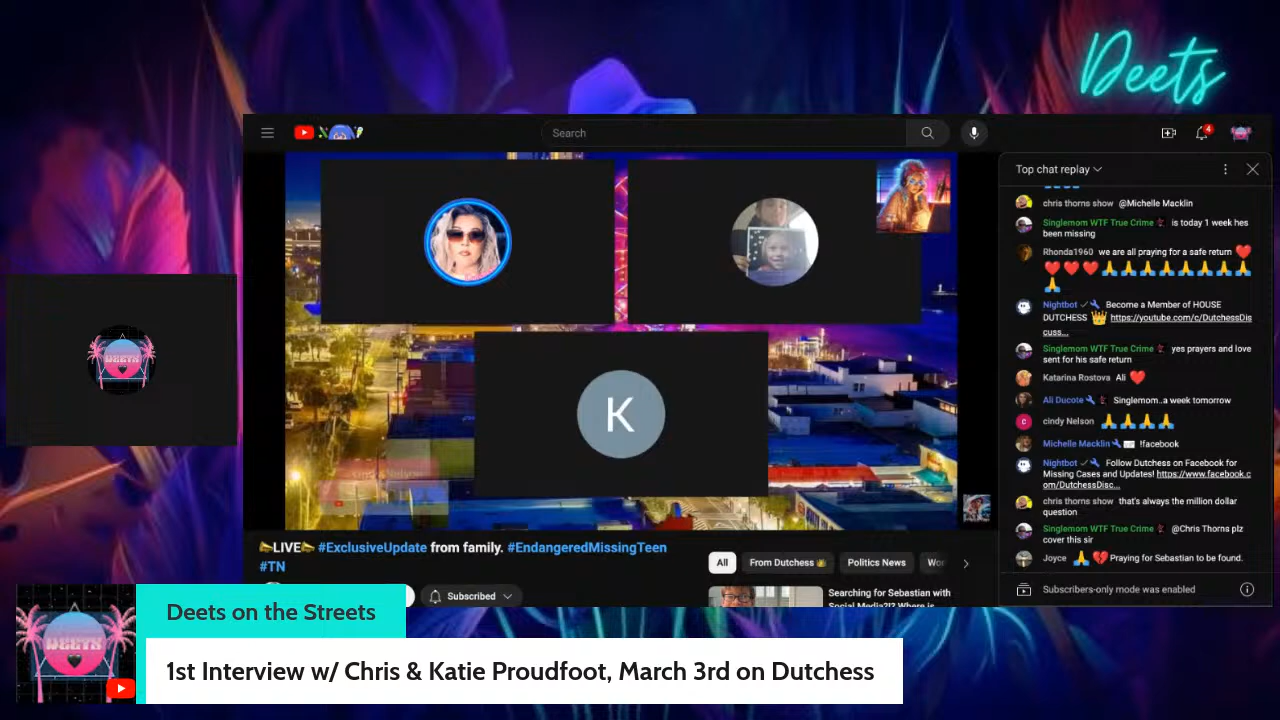 Deets
Search
4
Top chat replay
chris thorns show @Michelle Macklin
Singlemom WTF True Crime is today 1 week hes
been missing
Rhonda1960 we are all praying for a safe return
Nightbot Become a Member of HOUSE
DUTCHESS https://youtube.com/c/DutchessDis
cuss...
Singlemom WTF True Crime yes prayers and love
sent for his safe return
Katarina Rostova Ali
Ali Ducote Singlemom..a week tomorrow
c cindy Nelson
Michelle Macklin !facebook
Nightbot Follow Dutchess on Facebook for
Missing Cases and Updates! https://www.facebook.c
om/DutchessDisc...
chris thorns show that's always the million dollar
question
Singlemom WTF True Crime @Chris Thorns plz
cover this sir
Joyce Praying for Sebastian to be found.
Subscribers-only mode was enabled
K
DEETS
LIVE #ExclusiveUpdate from family. #EndangeredMissingTeen
#TN
All
From Dutchess
Politics News
Wor
Subscribed
Searching for Sebastian with
Social Media?!? Where is
DEETS
Deets on the Streets
1st Interview w/ Chris & Katie Proudfoot, March 3rd on Dutchess